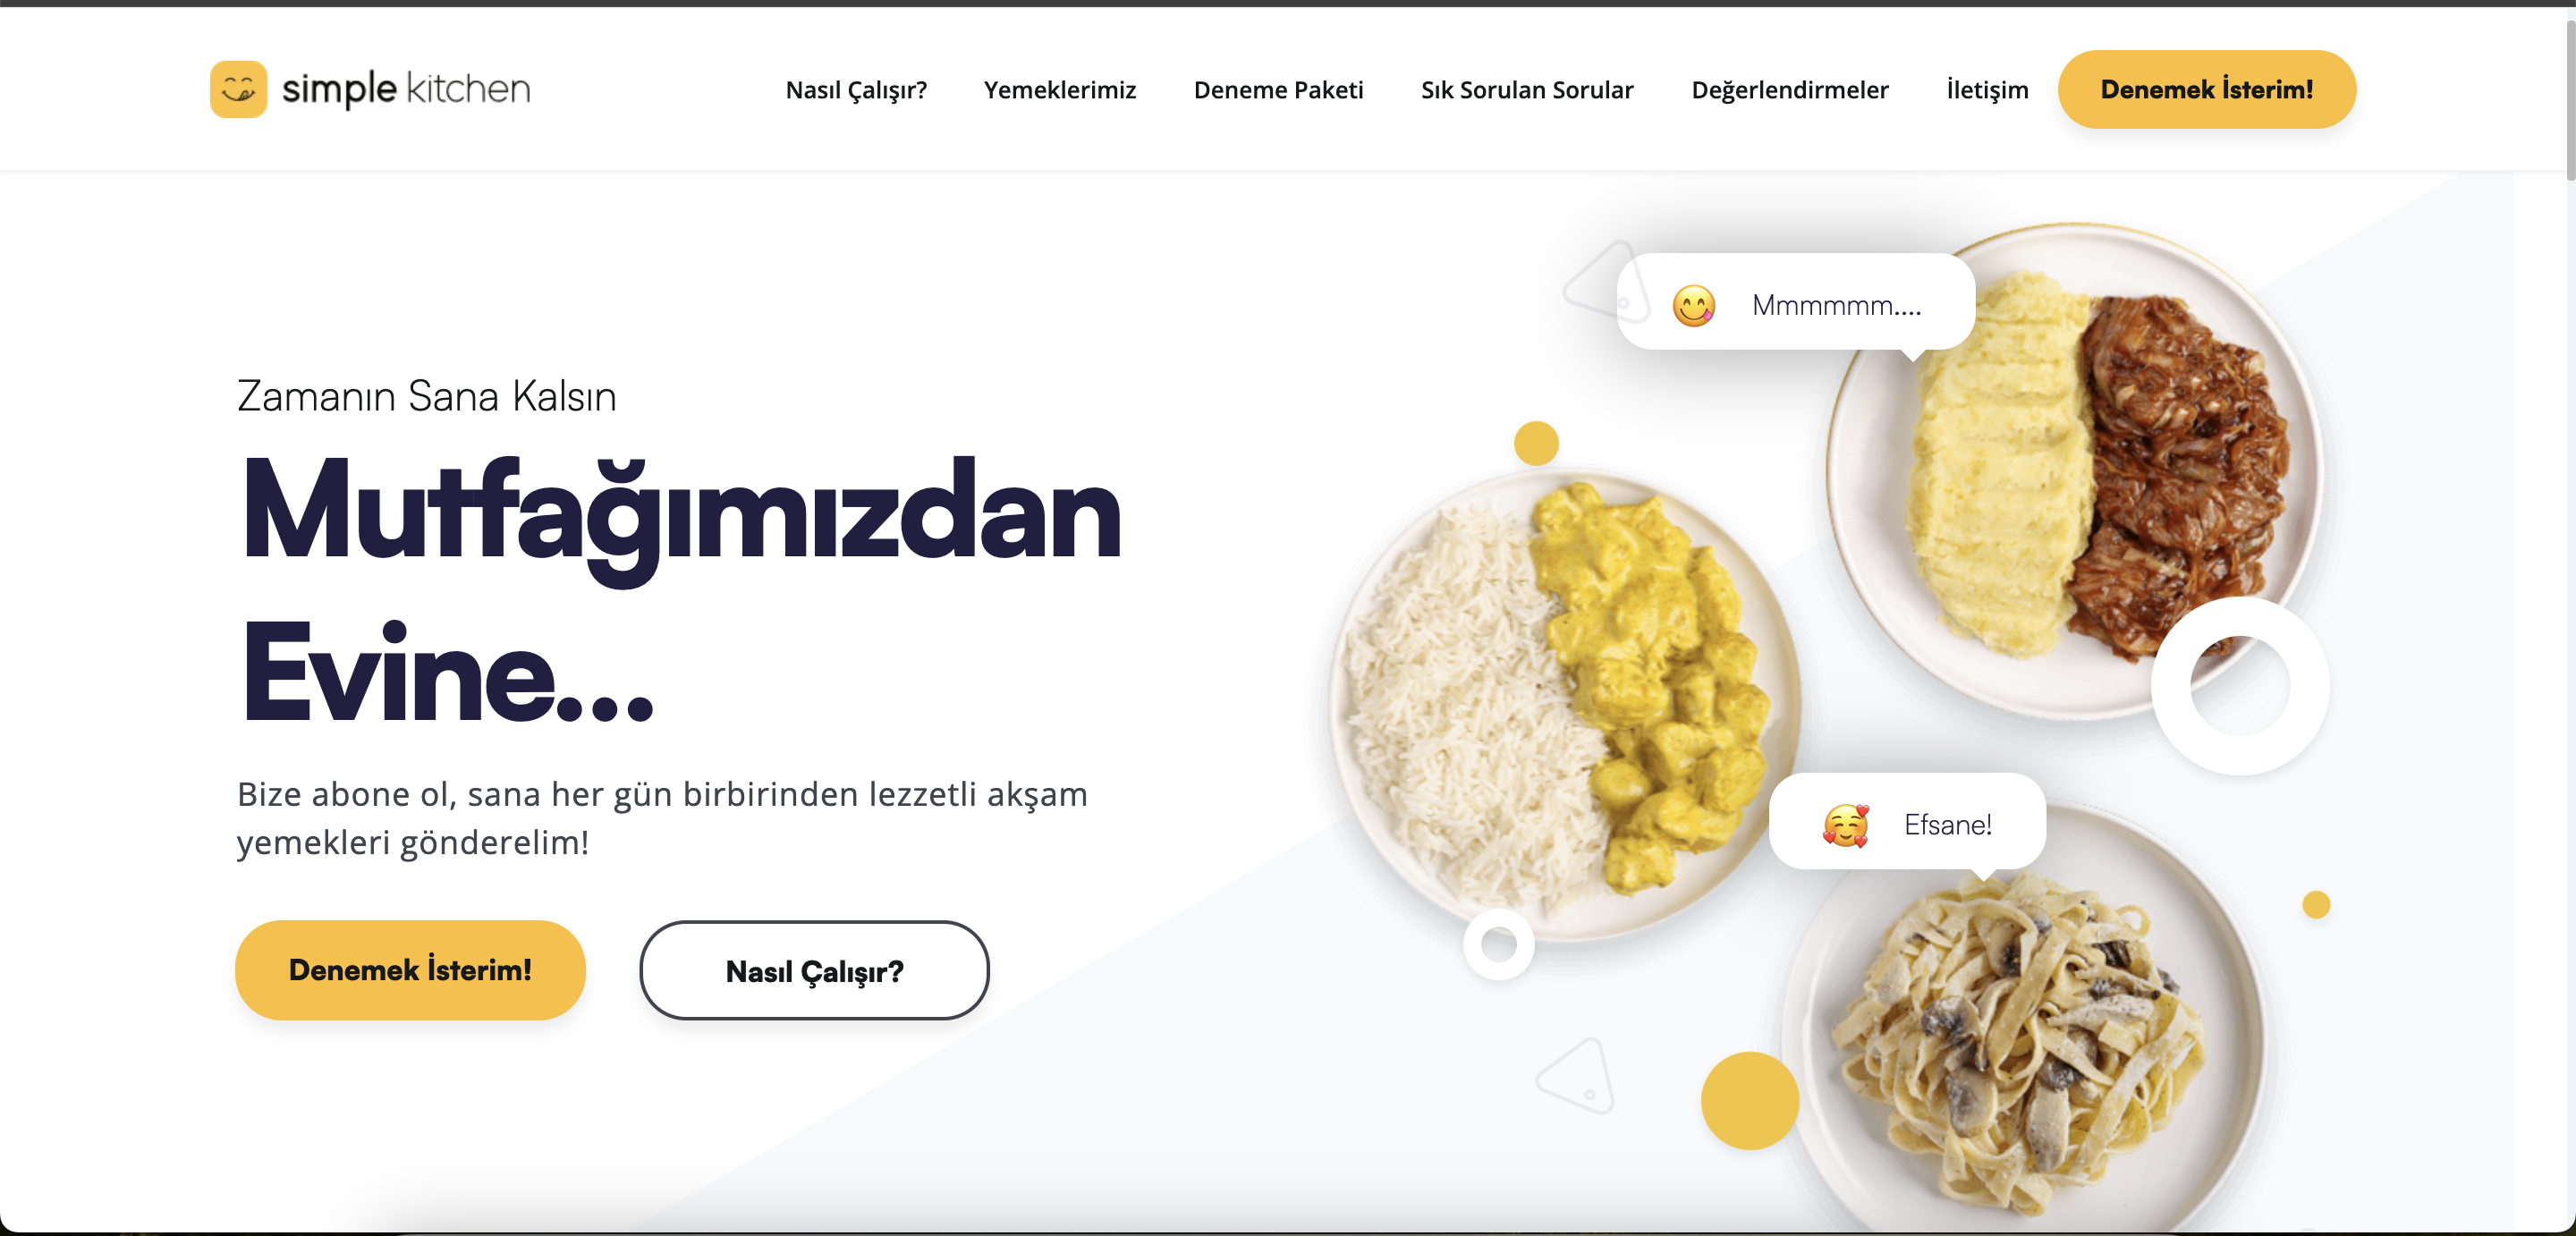 simple kitchen
Nasıl Çalışır?
Yemeklerimiz
Deneme Paketi
Sık Sorulan Sorular
Değerlendirmeler
İletişim
Denemek İsterim!
Zamanın Sana Kalsın
Mutfağımızdan
Evine...
Bize abone ol, sana her gün birbirinden lezzetli akşam
yemekleri gönderelim!
Denemek İsterim!
Nasıl Çalışır?
Mmmmmm....
Efsane!